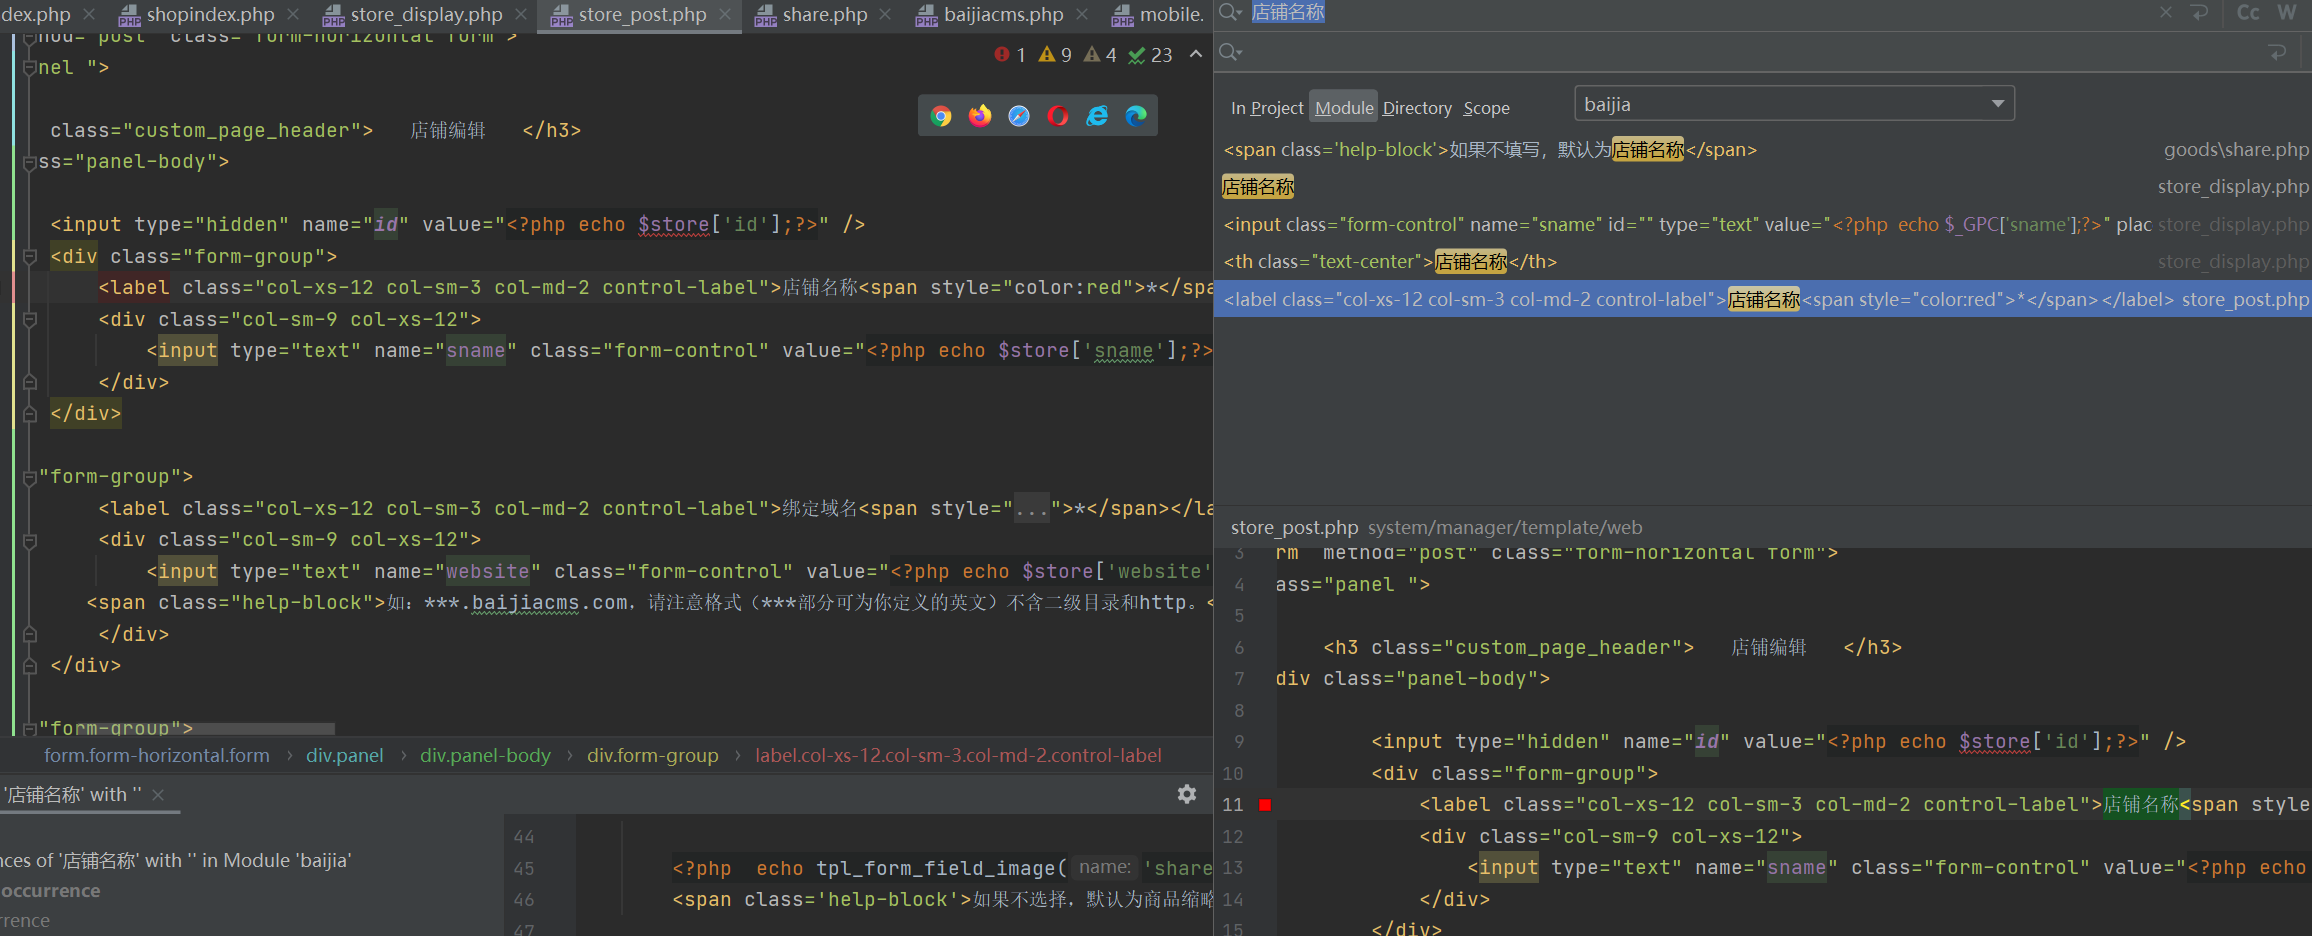 dex.php shopindex.php store_display.php store_post.php share.php baijiacms.php mobile.
hod="post" class="form-horizontal form">
1 9 4 23
nel ">
class="custom_page_header"> 店铺编辑 </h3>
ss="panel-body">
<input type="hidden" name="id" value="<?php echo $store['id'];?>" />
<div class="form-group">
<label class="col-xs-12 col-sm-3 col-md-2 control-label">店铺名称<span style="color:red">*</spa
<div class="col-sm-9 col-xs-12">
<input type="text" name="sname" class="form-control" value="<?php echo $store['sname'];?>
</div>
</div>
"form-group">
<label class="col-xs-12 col-sm-3 col-md-2 control-label">绑定域名<span style="...">*</span></la
<div class="col-sm-9 col-xs-12">
<input type="text" name="website" class="form-control" value="<?php echo $store['website'
<span class="help-block">如：***.baijiacms.com，请注意格式（***部分可为你定义的英文）不含二级目录和http。<
</div>
</div>
"form-group">
form.form-horizontal.form › div.panel › div.panel-body › div.form-group › label.col-xs-12.col-sm-3.col-md-2.control-label
'店铺名称' with ''
nces of '店铺名称' with '' in Module 'baijia'
occurrence
rrence
44
45 <?php echo tpl_form_field_image( name: 'share
46 <span class='help-block'>如果不选择，默认为商品缩略
47
店铺名称
Cc W
In Project Module Directory Scope baijia
<span class='help-block'>如果不填写，默认为店铺名称</span> goods\share.php
店铺名称 store_display.php
<input class="form-control" name="sname" id="" type="text" value="<?php echo $_GPC['sname'];?>" plac store_display.php
<th class="text-center">店铺名称</th> store_display.php
<label class="col-xs-12 col-sm-3 col-md-2 control-label">店铺名称<span style="color:red">*</span></label> store_post.php
store_post.php system/manager/template/web
3 rm method="post" class="form-horizontal form">
4 ass="panel ">
5
6 <h3 class="custom_page_header"> 店铺编辑 </h3>
7 div class="panel-body">
8
9 <input type="hidden" name="id" value="<?php echo $store['id'];?>" />
10 <div class="form-group">
11 <label class="col-xs-12 col-sm-3 col-md-2 control-label">店铺名称<span style
12 <div class="col-sm-9 col-xs-12">
13 <input type="text" name="sname" class="form-control" value="<?php echo
14 </div>
15 </div>